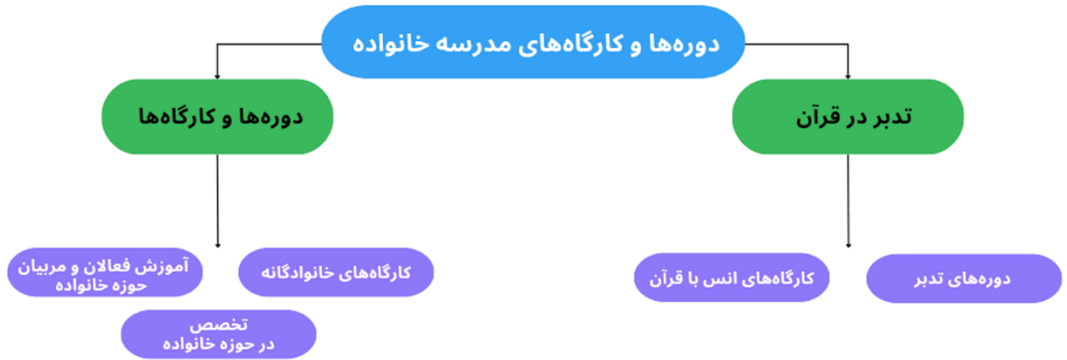 دوره‌ها و کارگاه‌های مدرسه خانواده
تدبر در قرآن
دوره‌ها و کارگاه‌ها
دوره‌های تدبر
کارگاه‌های انس با قرآن
کارگاه‌های خانوادگانه
آموزش فعالان و مربیان
حوزه خانواده
تخصص
در حوزه خانواده